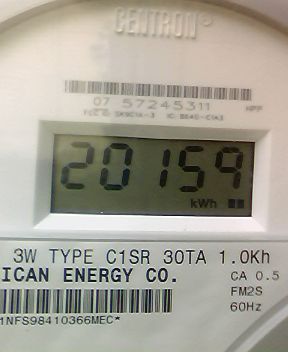 CENTRON®
07 57245311
20159
kWh
3W TYPE C1SR 30TA 1.0Kh
ICAN ENERGY CO.
CA 0.5
FM2S
60Hz
1NFS98410366MEC*